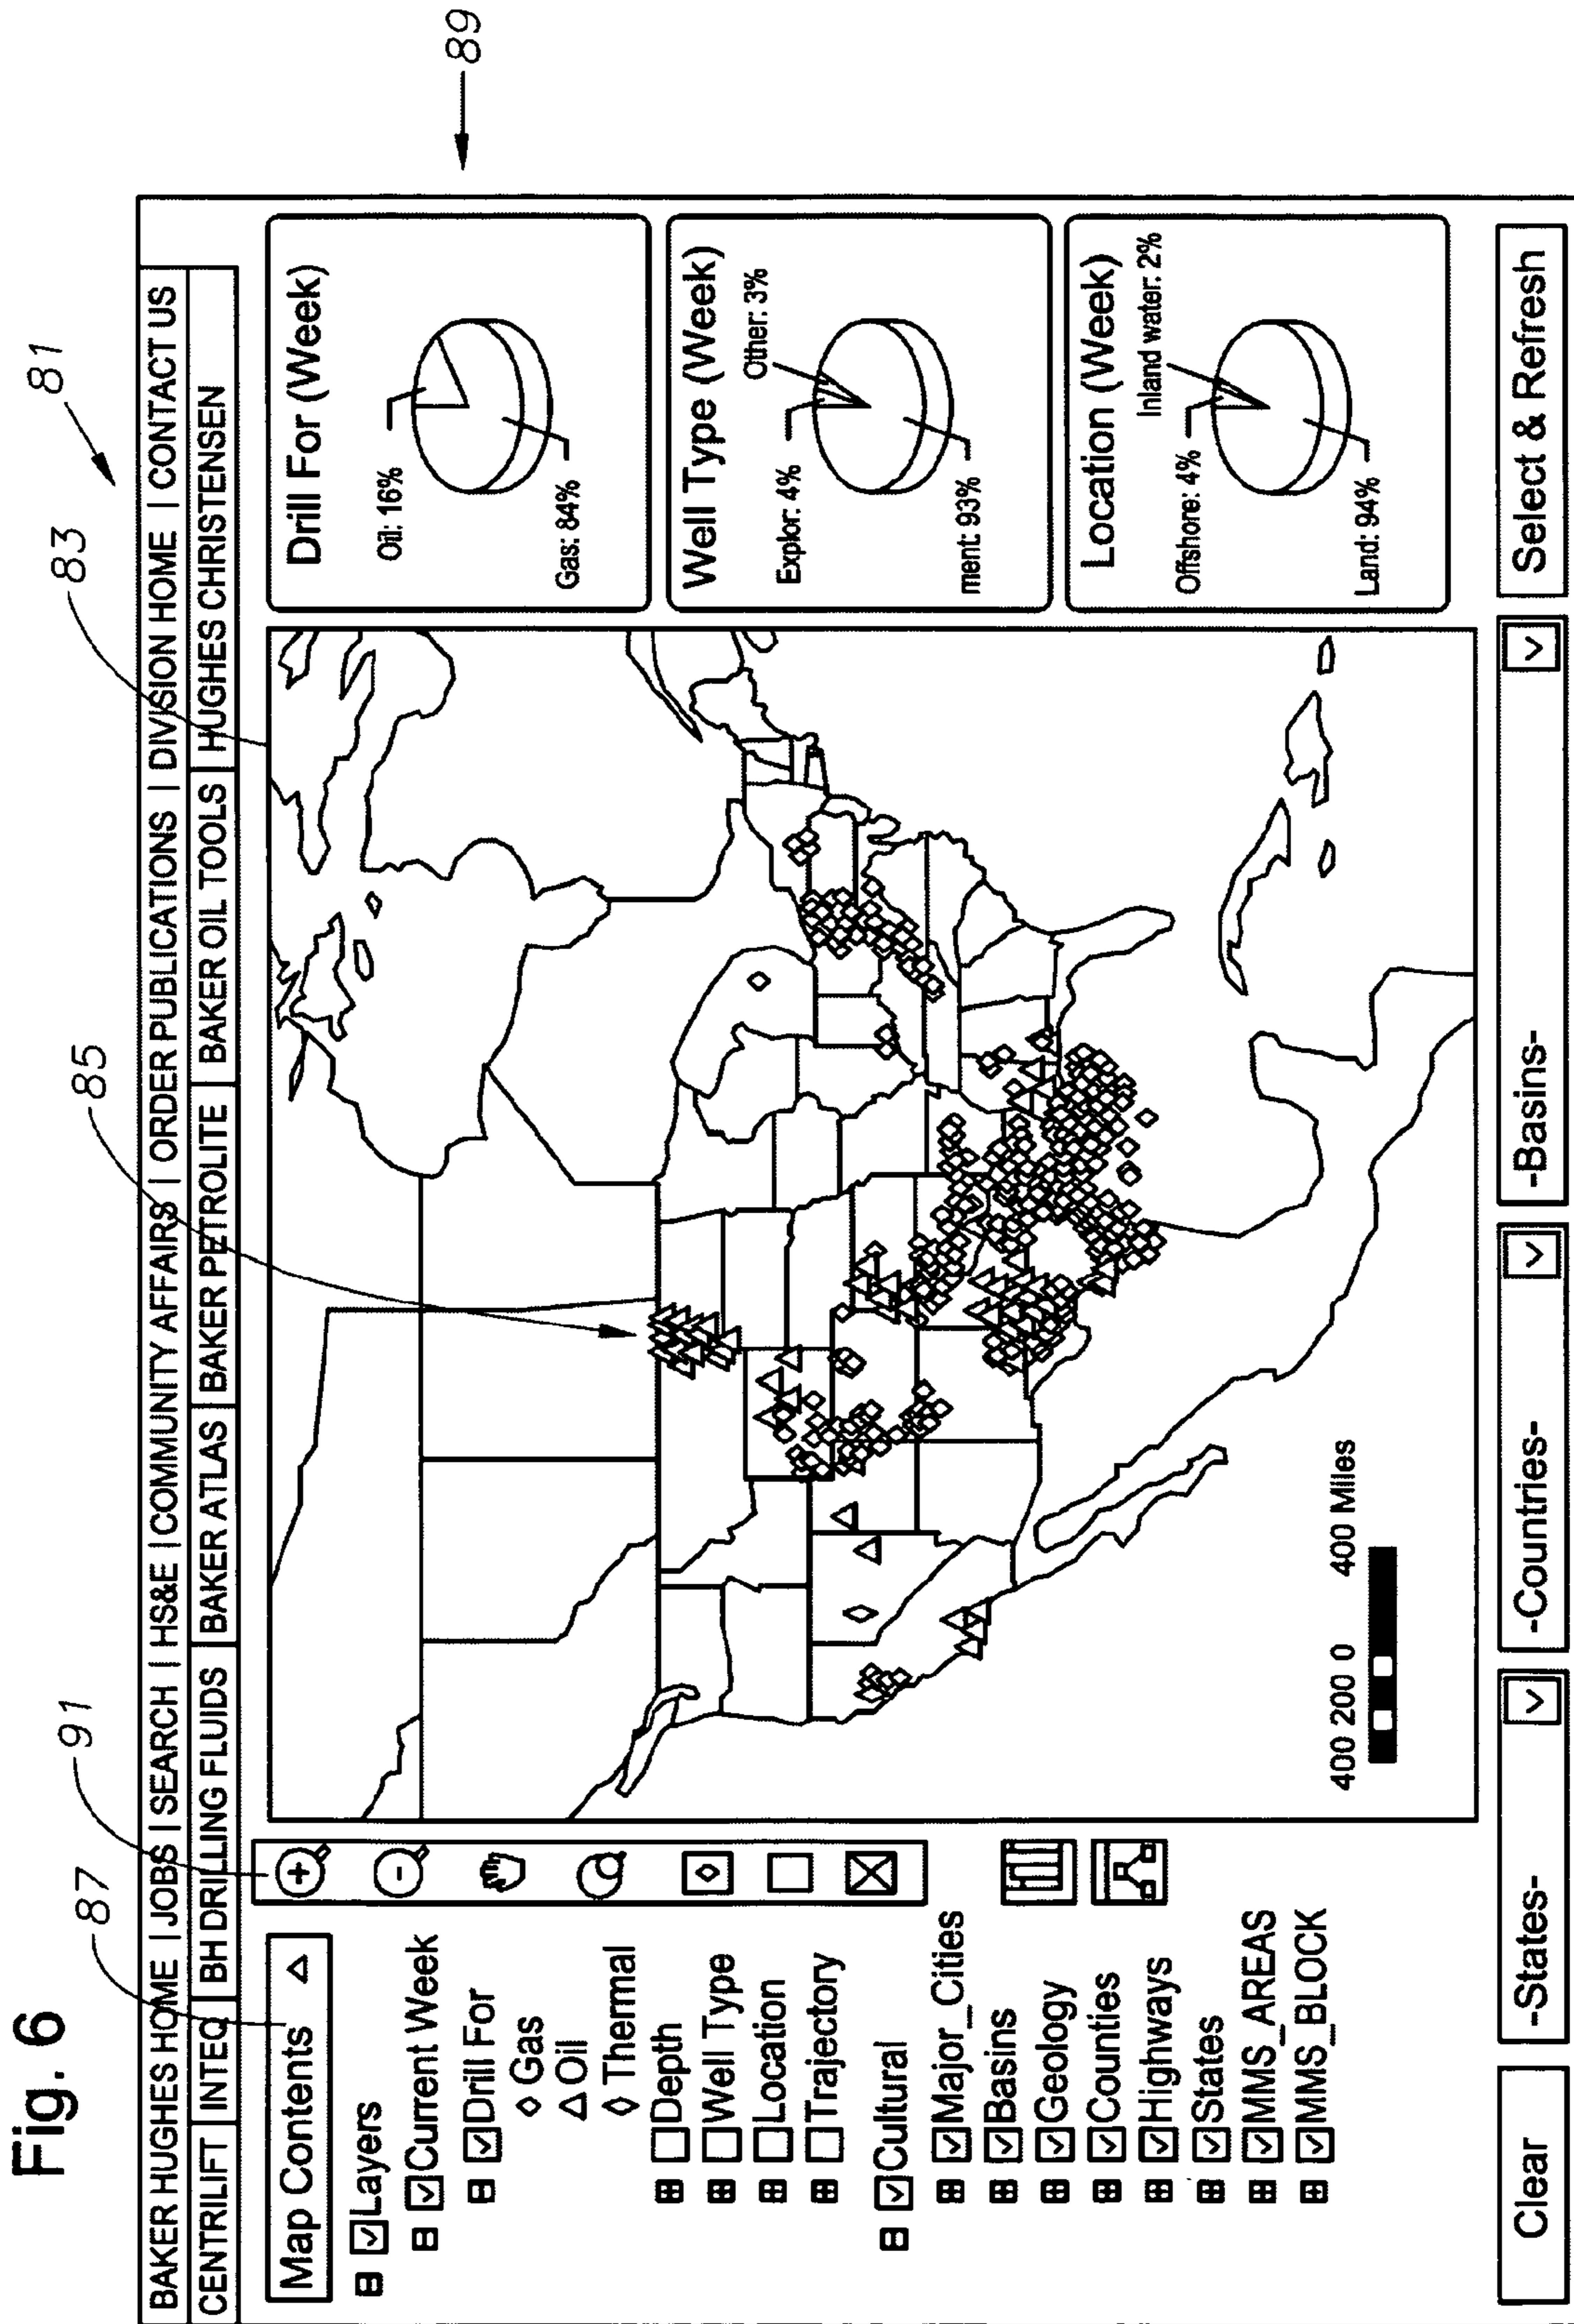 Fig. 6
81
83
85
91
87
89
BAKER HUGHES HOME | JOBS | SEARCH | HS&E | COMMUNITY AFFAIRS | ORDER PUBLICATIONS | DIVISION HOME | CONTACT US
CENTRILIFT | INTEQ | BH DRILLING FLUIDS | BAKER ATLAS | BAKER PETROLITE | BAKER OIL TOOLS | HUGHES CHRISTENSEN
Map Contents
Layers
Current Week
Drill For
Gas
Oil
Thermal
Depth
Well Type
Location
Trajectory
Cultural
Major_Cities
Basins
Geology
Counties
Highways
States
MMS_AREAS
MMS_BLOCK
400 200 0 400 Miles
Drill For (Week)
Oil: 16%
Gas: 84%
Well Type (Week)
Explor: 4%
Other: 3%
ment: 93%
Location (Week)
Offshore: 4%
Inland water: 2%
Land: 94%
Clear
-States-
-Countries-
-Basins-
Select & Refresh